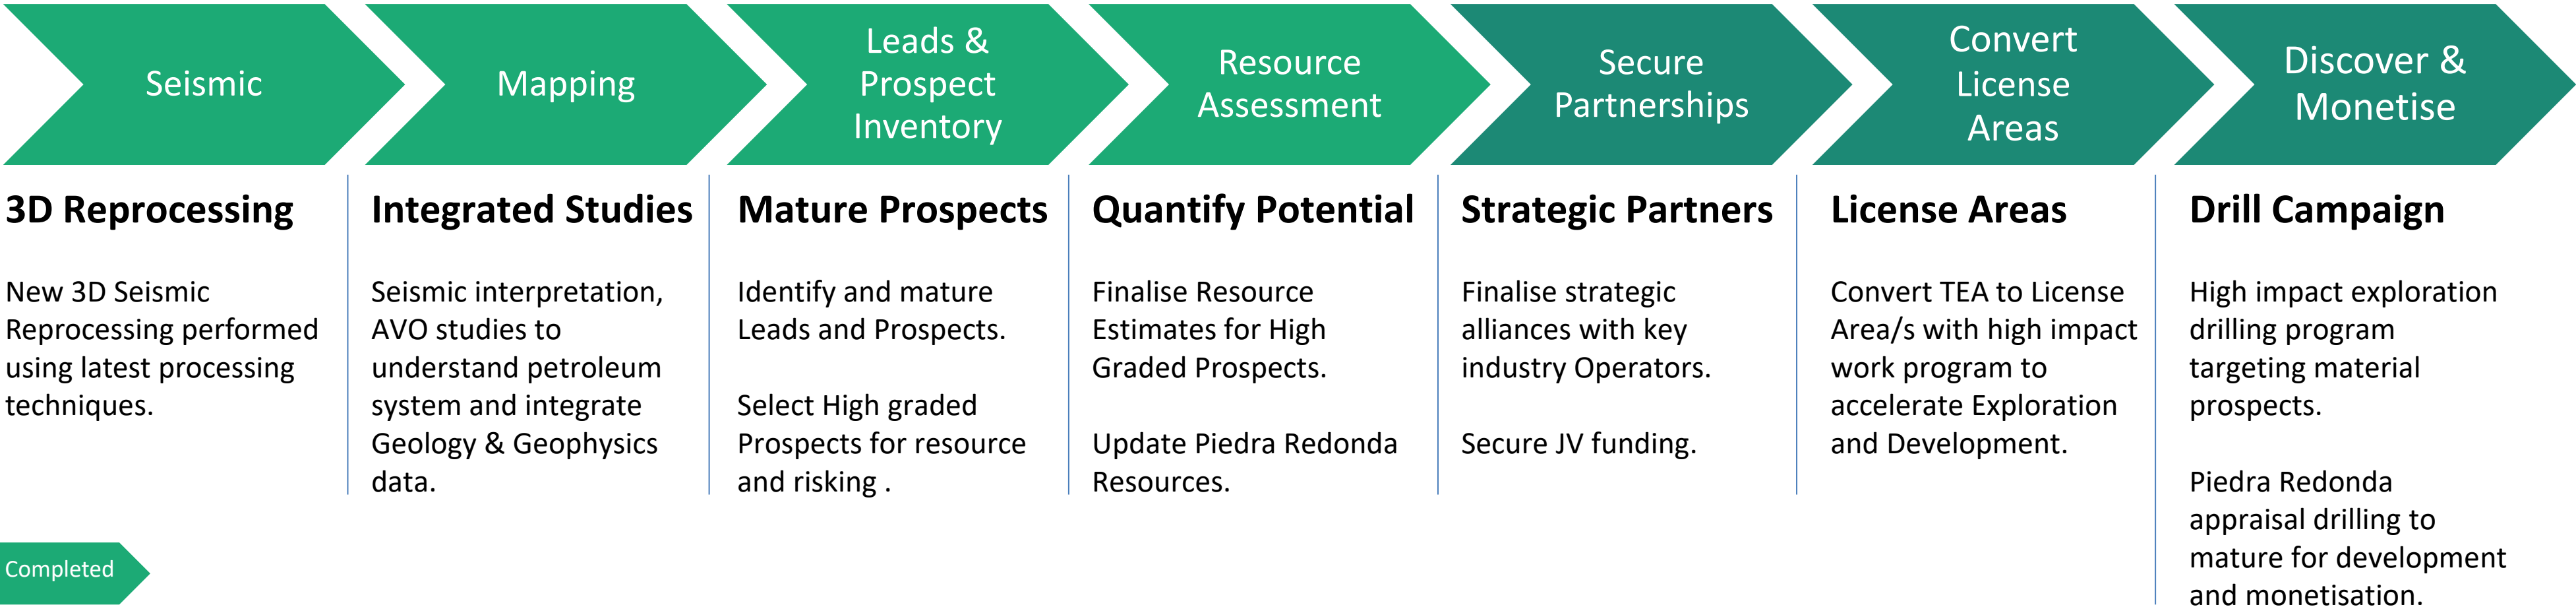 Seismic
Mapping
Leads &
Prospect
Inventory
Resource
Assessment
Secure
Partnerships
Convert
License
Areas
Discover &
Monetise
3D Reprocessing
New 3D Seismic
Reprocessing performed
using latest processing
techniques.
Integrated Studies
Seismic interpretation,
AVO studies to
understand petroleum
system and integrate
Geology & Geophysics
data.
Mature Prospects
Identify and mature
Leads and Prospects.
Select High graded
Prospects for resource
and risking .
Quantify Potential
Finalise Resource
Estimates for High
Graded Prospects.
Update Piedra Redonda
Resources.
Strategic Partners
Finalise strategic
alliances with key
industry Operators.
Secure JV funding.
License Areas
Convert TEA to License
Area/s with high impact
work program to
accelerate Exploration
and Development.
Drill Campaign
High impact exploration
drilling program
targeting material
prospects.
Piedra Redonda
appraisal drilling to
mature for development
and monetisation.
Completed